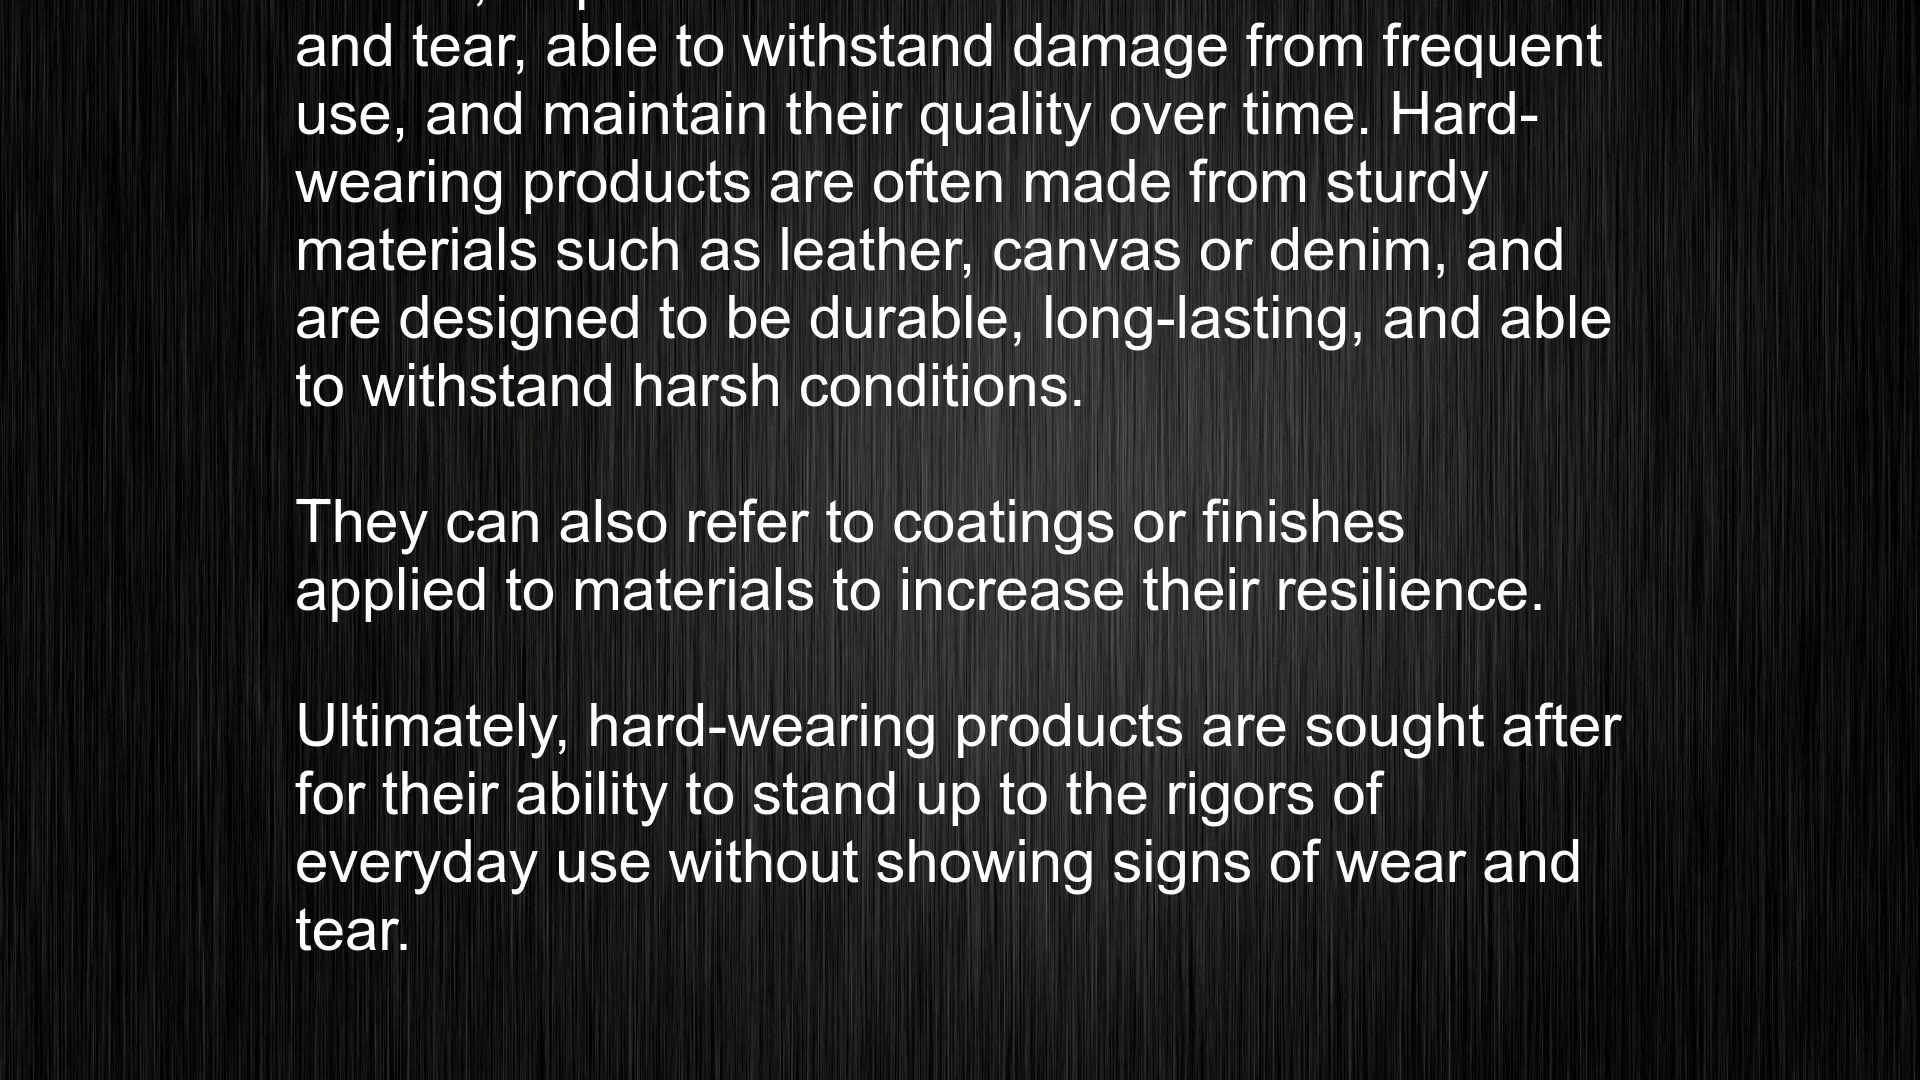 and tear, able to withstand damage from frequent
use, and maintain their quality over time. Hard-
wearing products are often made from sturdy
materials such as leather, canvas or denim, and
are designed to be durable, long-lasting, and able
to withstand harsh conditions.
They can also refer to coatings or finishes
applied to materials to increase their resilience.
Ultimately, hard-wearing products are sought after
for their ability to stand up to the rigors of
everyday use without showing signs of wear and
tear.